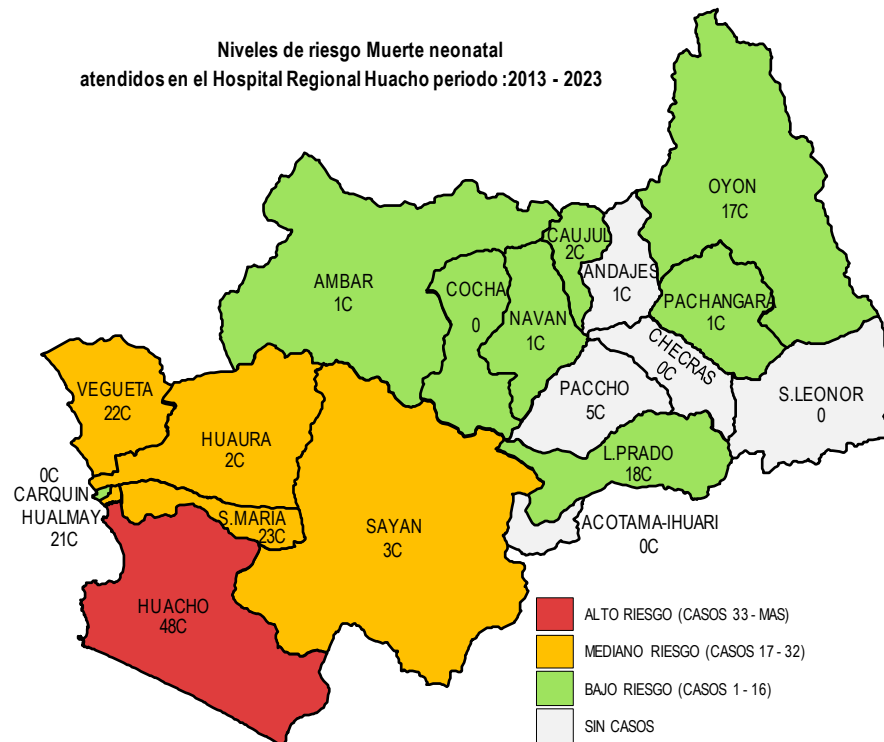 Niveles de riesgo Muerte neonatal
atendidos en el Hospital Regional Huacho periodo :2013 - 2023
OYON
17C
CAUJUL
2C
ANDAJES
1C
AMBAR
1C
COCHA
0
NAVAN
1C
PACHANGARA
1C
CHECRAS
0C
VEGUETA
22C
PACCHO
5C
S.LEONOR
0
HUAURA
2C
L.PRADO
18C
0C
CARQUIN
HUALMAY
21C
S.MARIA
23C
SAYAN
3C
ACOTAMA-IHUARI
0C
HUACHO
48C
ALTO RIESGO (CASOS 33 - MAS)
MEDIANO RIESGO (CASOS 17 - 32)
BAJO RIESGO (CASOS 1 - 16)
SIN CASOS